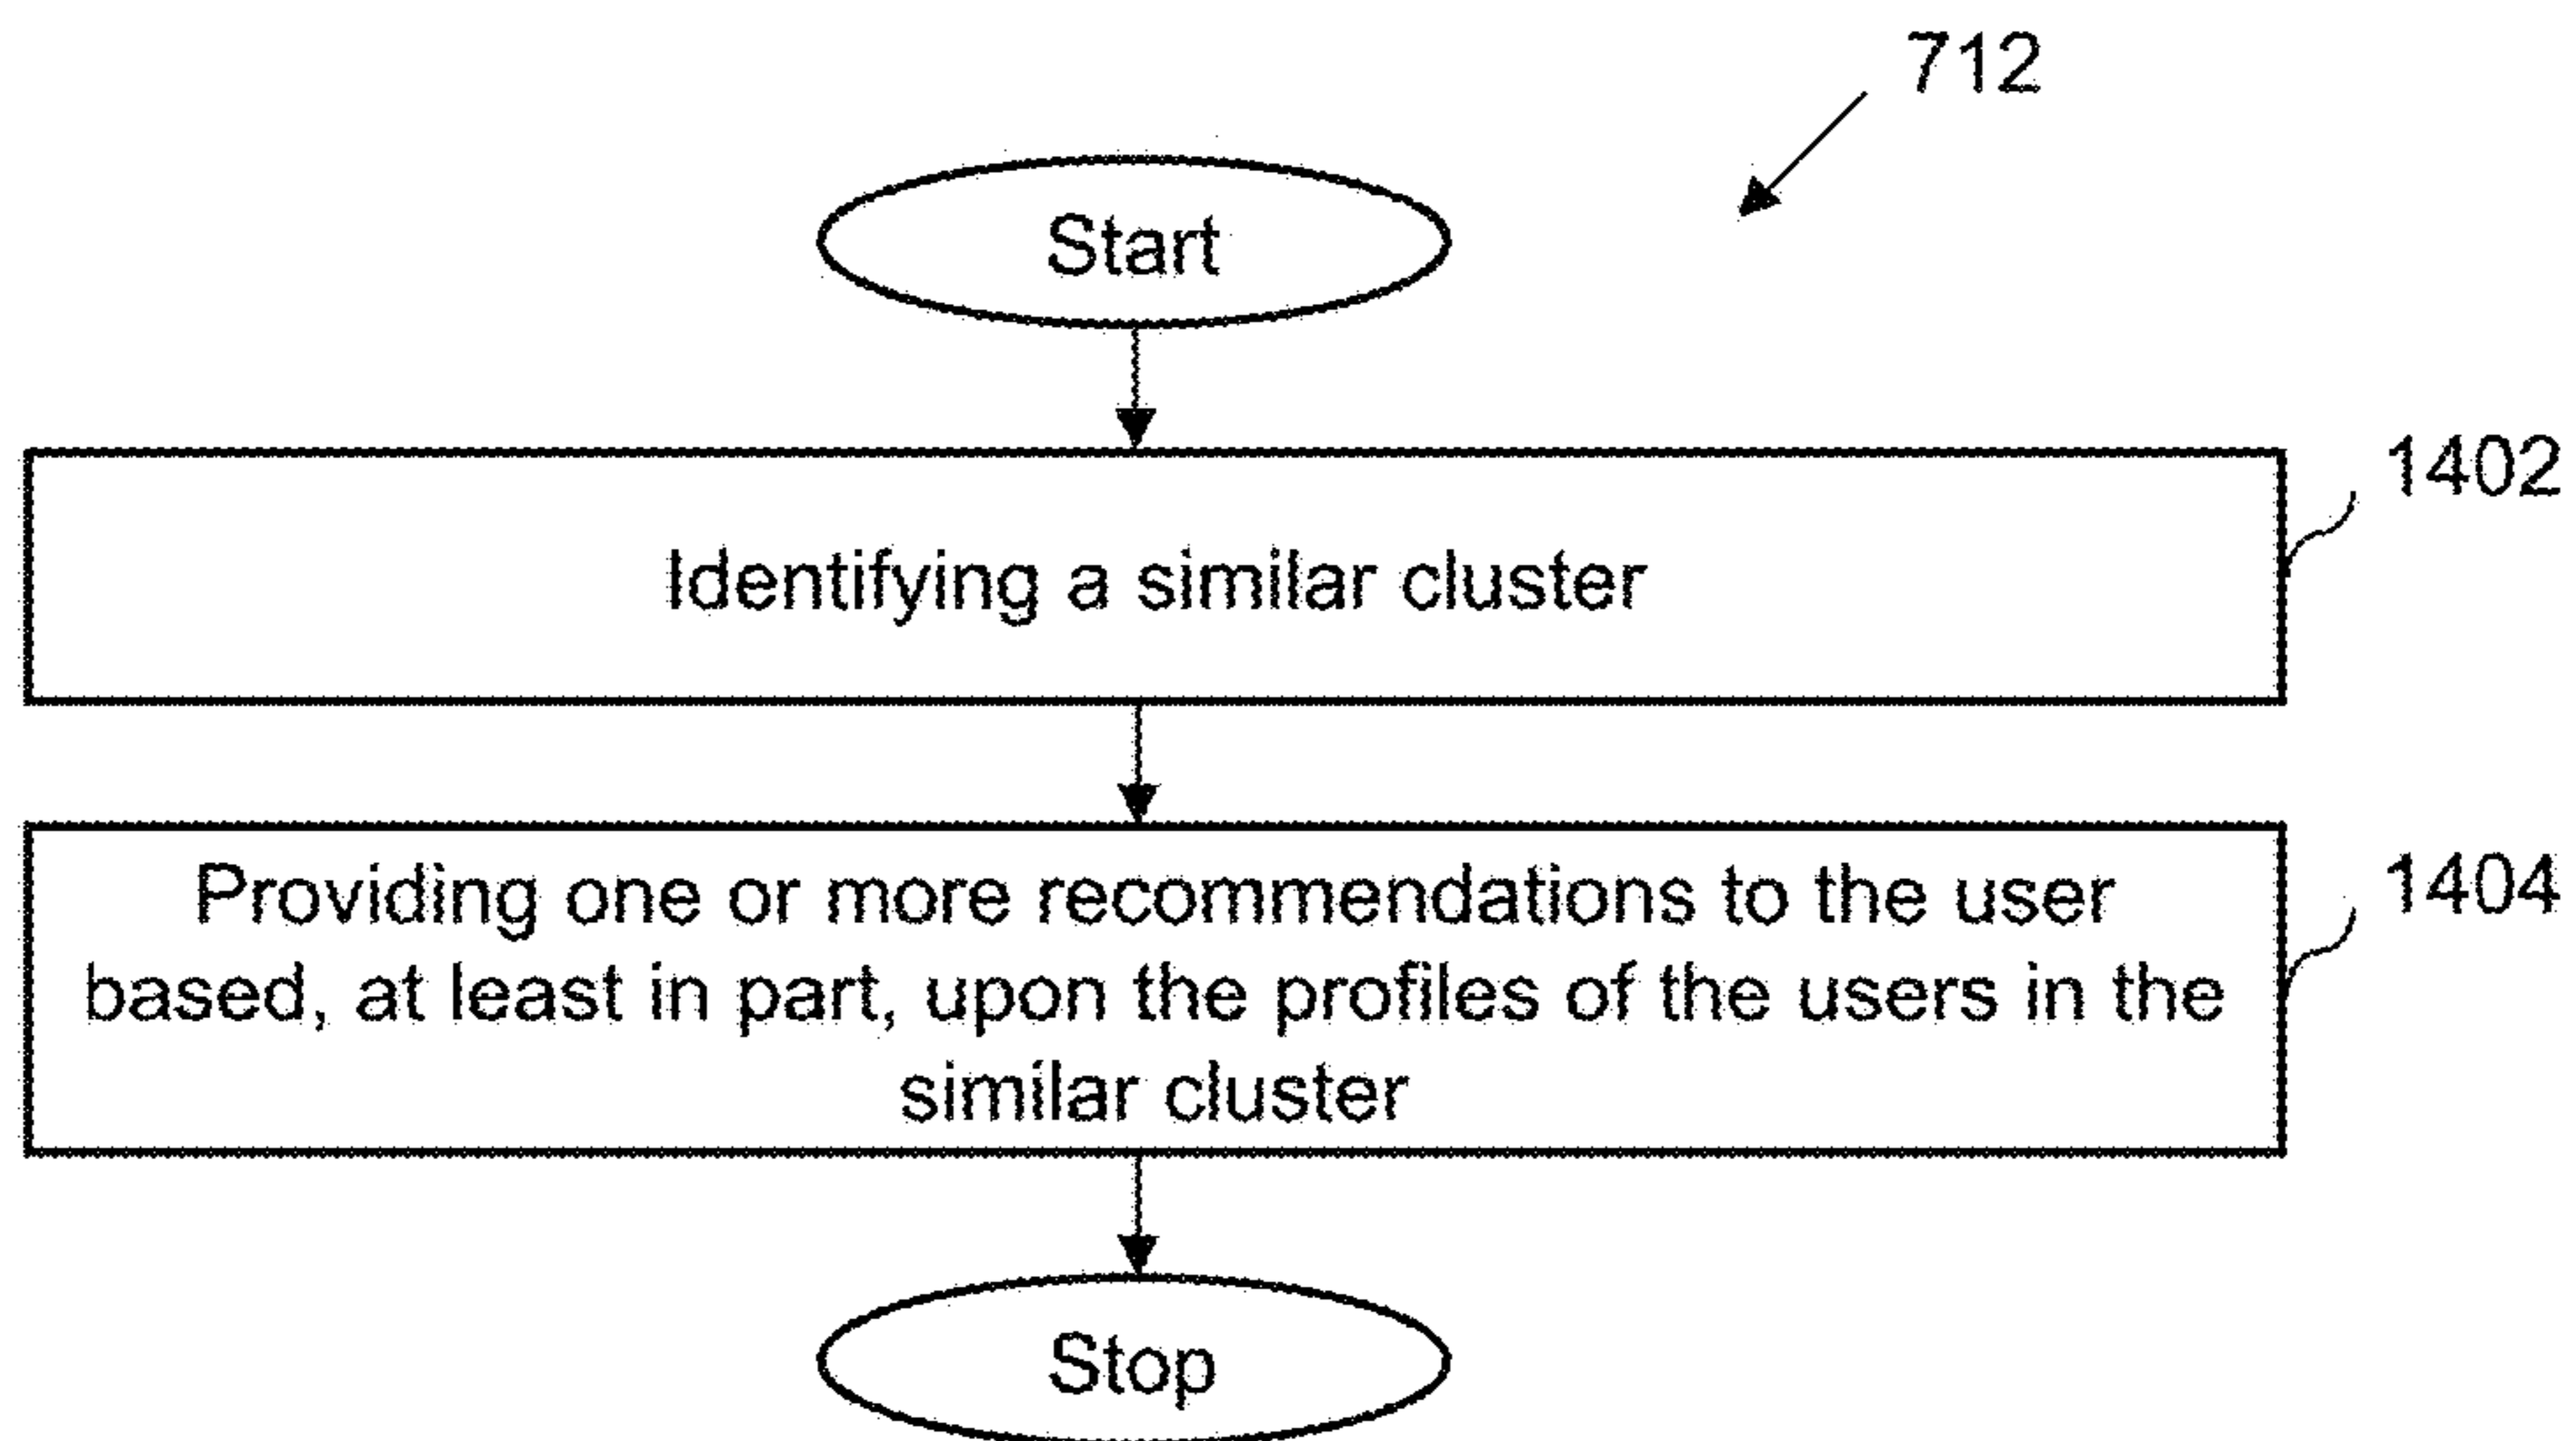 712
Start
1402
Identifying a similar cluster
1404
Providing one or more recommendations to the user
based, at least in part, upon the profiles of the users in the
similar cluster
Stop